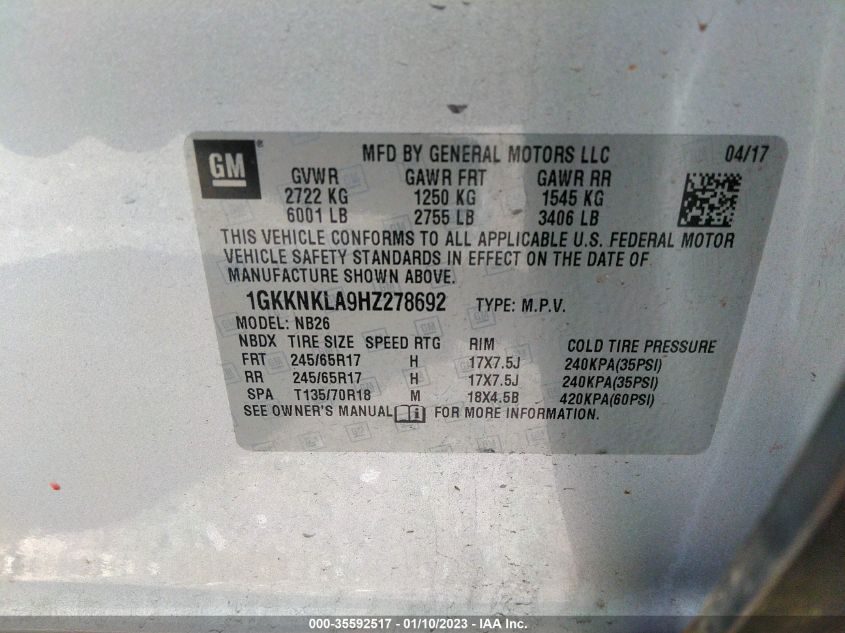 GM®
MFD BY GENERAL MOTORS LLC 04/17
GVWR GAWR FRT GAWR RR
2722 KG 1250 KG 1545 KG
6001 LB 2755 LB 3406 LB
THIS VEHICLE CONFORMS TO ALL APPLICABLE U.S. FEDERAL MOTOR
VEHICLE SAFETY STANDARDS IN EFFECT ON THE DATE OF
MANUFACTURE SHOWN ABOVE.
1GKKNKLA9HZ278692 TYPE: M.P.V.
MODEL: NB26
NBDX TIRE SIZE SPEED RTG RIM COLD TIRE PRESSURE
FRT 245/65R17 H 17X7.5J 240KPA(35PSI)
RR 245/65R17 H 17X7.5J 240KPA(35PSI)
SPA T135/70R18 M 18X4.5B 420KPA(60PSI)
SEE OWNER'S MANUAL FOR MORE INFORMATION.
000-35592517 - 01/10/2023 - IAA Inc.